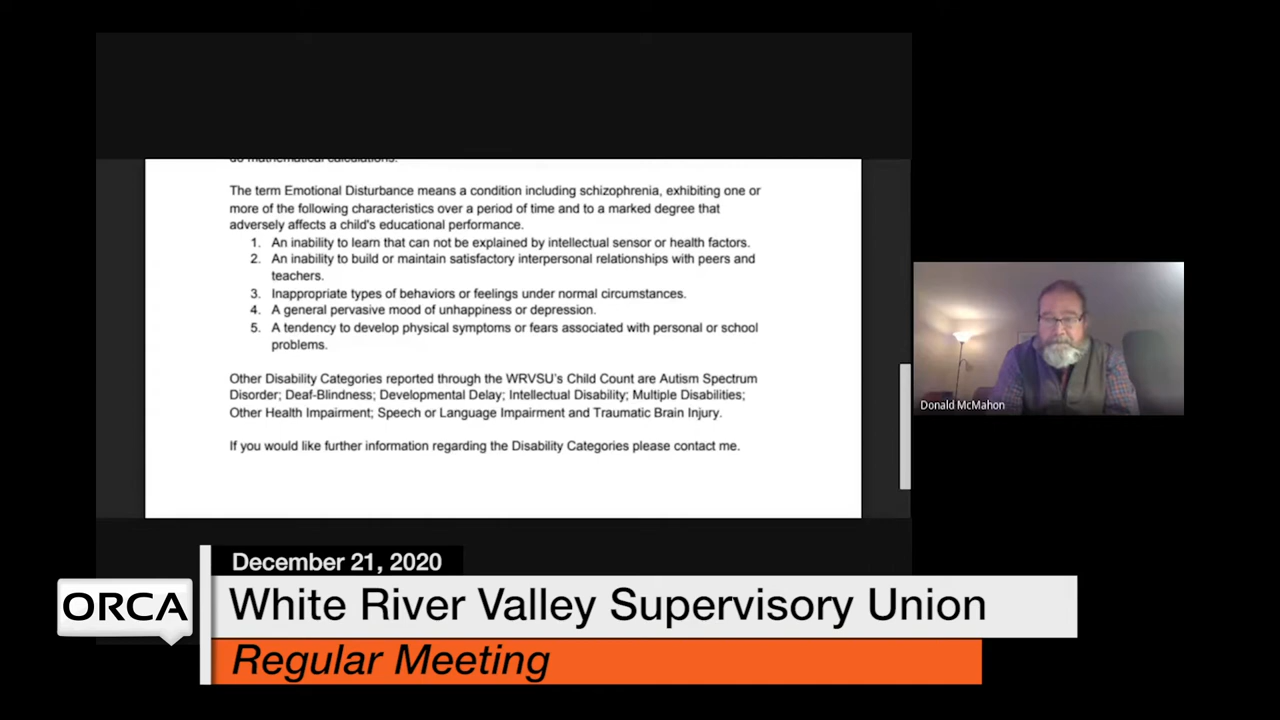 do mathematical calculations.
The term Emotional Disturbance means a condition including schizophrenia, exhibiting one or
more of the following characteristics over a period of time and to a marked degree that
adversely affects a child's educational performance.
1. An inability to learn that can not be explained by intellectual sensor or health factors.
2. An inability to build or maintain satisfactory interpersonal relationships with peers and
teachers.
3. Inappropriate types of behaviors or feelings under normal circumstances.
4. A general pervasive mood of unhappiness or depression.
5. A tendency to develop physical symptoms or fears associated with personal or school
problems.
Other Disability Categories reported through the WRVSU's Child Count are Autism Spectrum
Disorder; Deaf-Blindness; Developmental Delay; Intellectual Disability; Multiple Disabilities;
Other Health Impairment; Speech or Language Impairment and Traumatic Brain Injury.
If you would like further information regarding the Disability Categories please contact me.
Donald McMahon
December 21, 2020
ORCA
White River Valley Supervisory Union
Regular Meeting